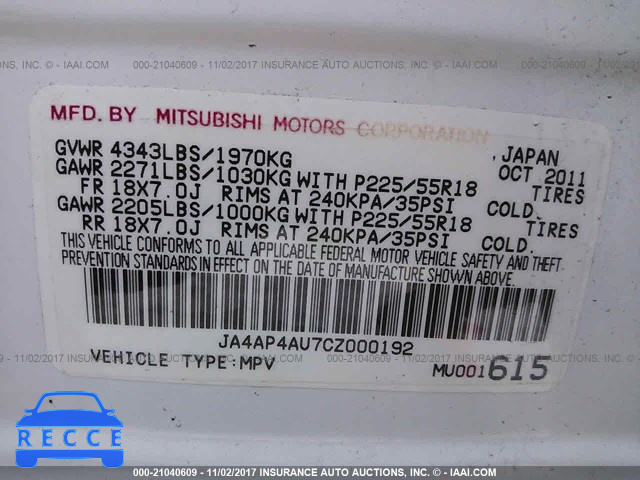 000-21040609 - 11/02/2017 INSURANCE AUTO AUCTIONS, INC. - © - IAAI.COM
MFD. BY MITSUBISHI MOTORS CORPORATION, JAPAN
GVWR 4343LBS/1970KG OCT 2011
GAWR 2271LBS/1030KG WITH P225/55R18 TIRES
FR 18X7.0J RIMS AT 240KPA/35PSI COLD.
GAWR 2205LBS/1000KG WITH P225/55R18 TIRES
RR 18X7.0J RIMS AT 240KPA/35PSI COLD.
THIS VEHICLE CONFORMS TO ALL APPLICABLE FEDERAL MOTOR VEHICLE SAFETY AND THEFT
PREVENTION STANDARDS IN EFFECT ON THE DATE OF MANUFACTURE SHOWN ABOVE.
JA4AP4AU7CZ000192
VEHICLE TYPE:MPV MU001615
RECCE
000-21040609 - 11/02/2017 INSURANCE AUTO AUCTIONS, INC. - © - IAAI.COM